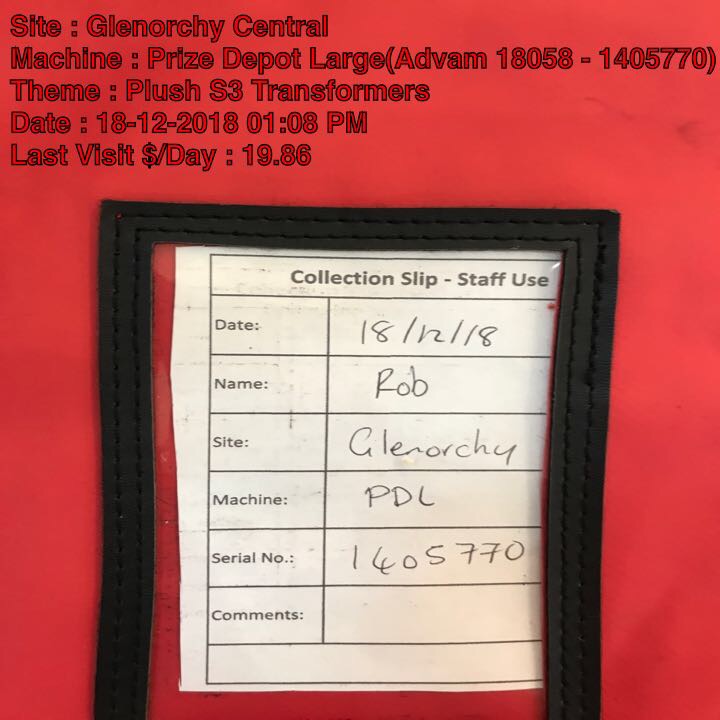 Site : Glenorchy Central
Machine : Prize Depot Large(Advam 18058 - 1405770)
Theme : Plush S3 Transformers
Date : 18-12-2018 01:08 PM
Last Visit $/Day : 19.86
Collection Slip - Staff Use
Date: 18/12/18
Name: Rob
Site: Glenorchy
Machine: PDL
Serial No.: 1405770
Comments: